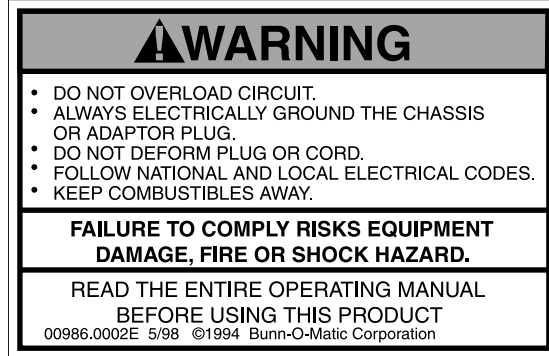 WARNING
• DO NOT OVERLOAD CIRCUIT.
• ALWAYS ELECTRICALLY GROUND THE CHASSIS
OR ADAPTOR PLUG.
• DO NOT DEFORM PLUG OR CORD.
• FOLLOW NATIONAL AND LOCAL ELECTRICAL CODES.
• KEEP COMBUSTIBLES AWAY.
FAILURE TO COMPLY RISKS EQUIPMENT
DAMAGE, FIRE OR SHOCK HAZARD.
READ THE ENTIRE OPERATING MANUAL
BEFORE USING THIS PRODUCT
00986.0002E 5/98 ©1994 Bunn-O-Matic Corporation